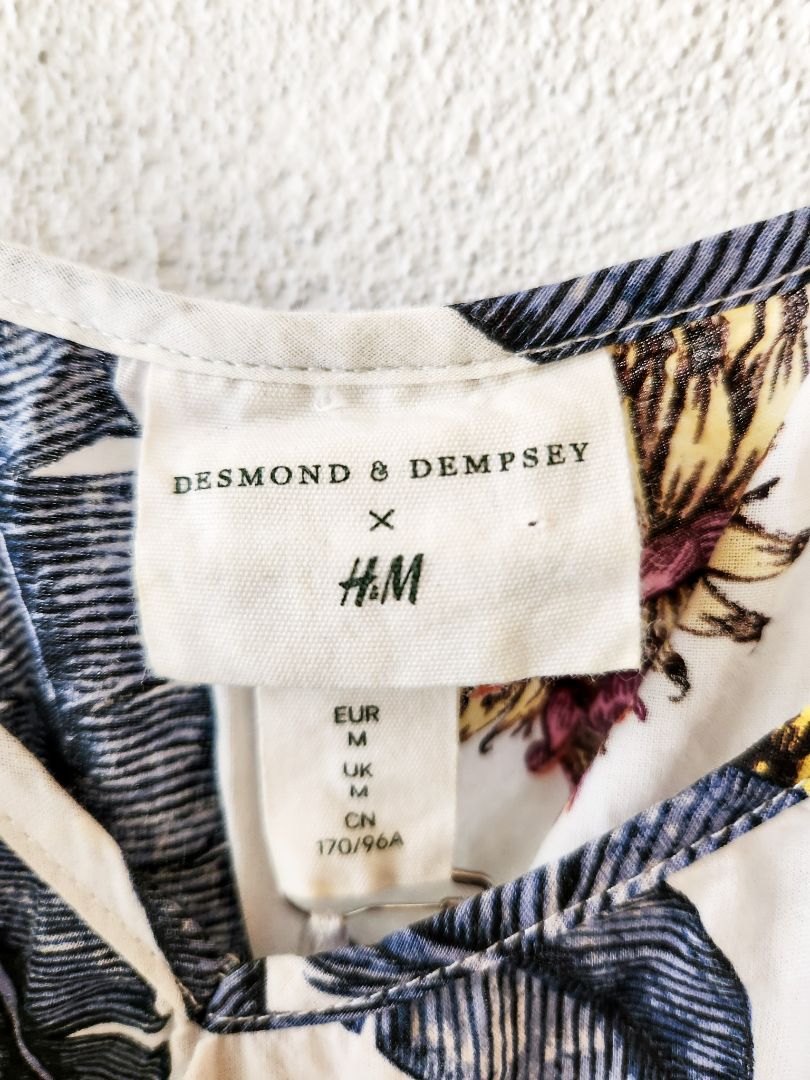 DESMOND & DEMPSEY
×
H&M
EUR
M
UK
M
CN
170/96A